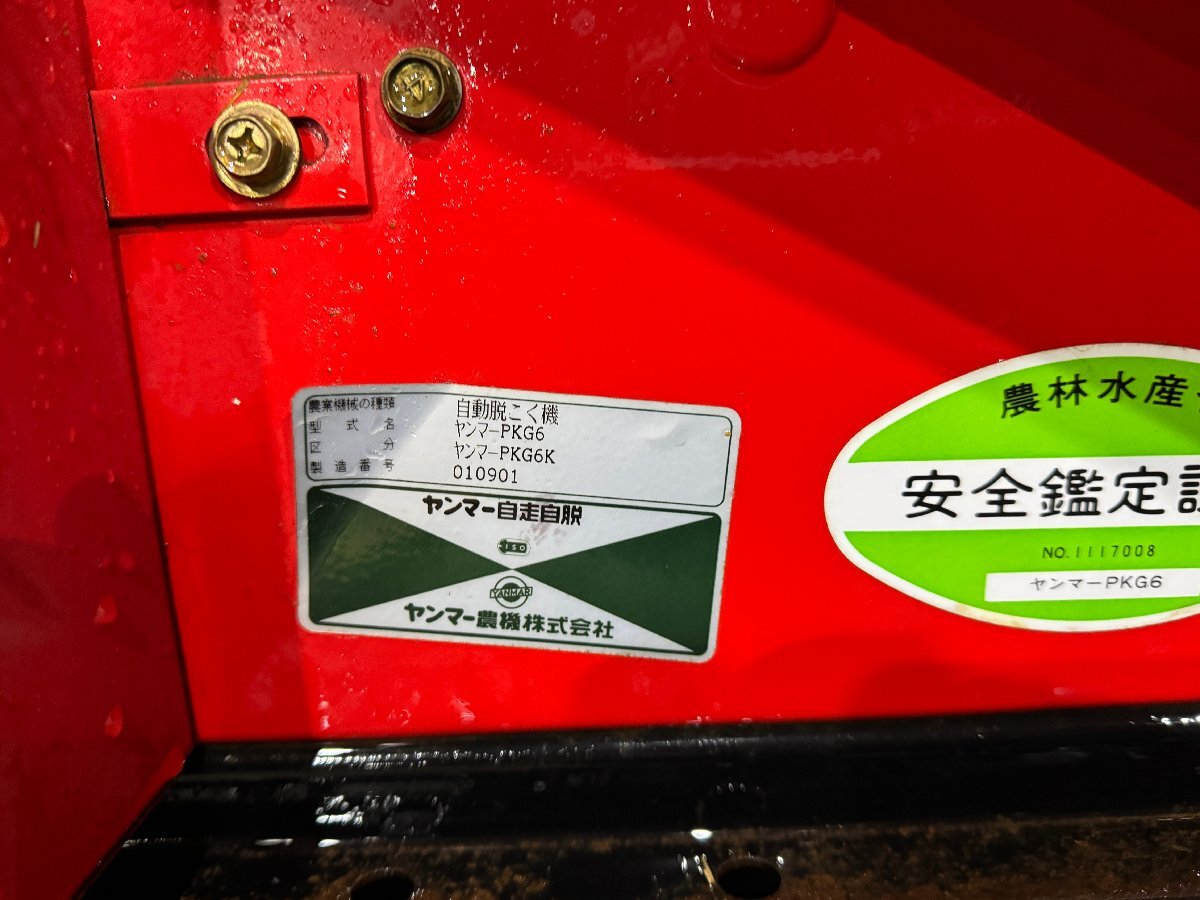 農業機械の種類 自動脱こく機
型式名 ヤンマーPKG6
区分 ヤンマーPKG6K
製造番号 010901
ヤンマー自走自脱
ISO
YANMAR
ヤンマー農機株式会社
農林水産
安全鑑定
NO.1117008
ヤンマーPKG6
4